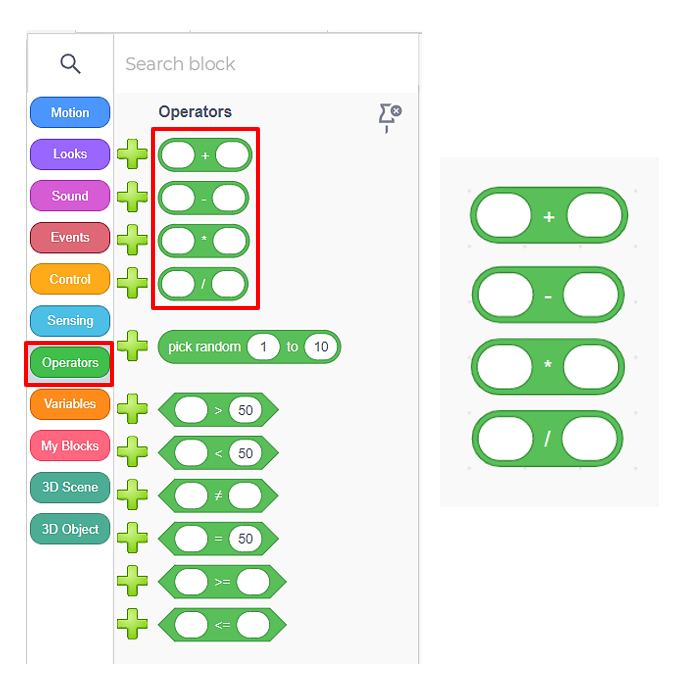 Search block
Motion
Looks
Sound
Events
Control
Sensing
Operators
Variables
My Blocks
3D Scene
3D Object
Operators
+
-
*
/
pick random 1 to 10
> 50
< 50
≠
= 50
>=
<=
+
-
*
/